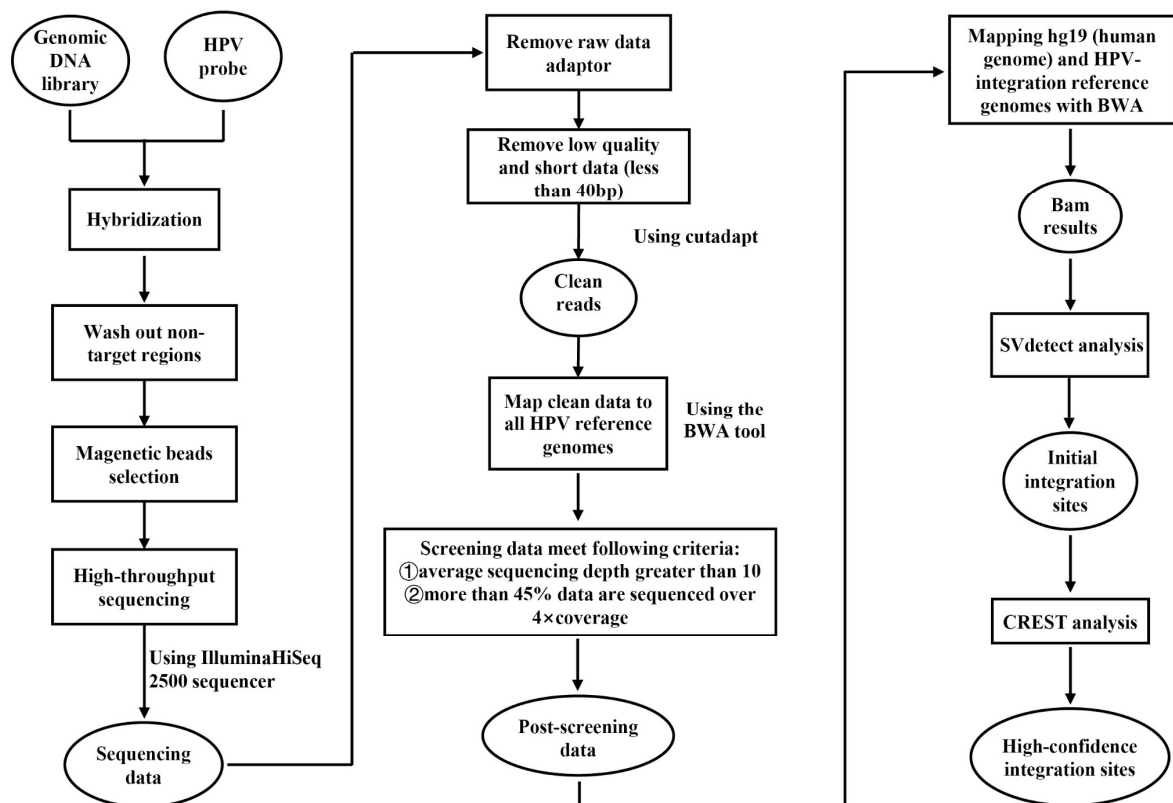 Genomic
DNA
library
HPV
probe
Hybridization
Wash out non-
target regions
Magenetic beads
selection
High-throughput
sequencing
Using IlluminaHiSeq
2500 sequencer
Sequencing
data
Remove raw data
adaptor
Remove low quality
and short data (less
than 40bp)
Using cutadapt
Clean
reads
Map clean data to
all HPV reference
genomes
Using the
BWA tool
Screening data meet following criteria:
①average sequencing depth greater than 10
②more than 45% data are sequenced over
4×coverage
Post-screening
data
Mapping hg19 (human
genome) and HPV-
integration reference
genomes with BWA
Bam
results
SVdetect analysis
Initial
integration
sites
CREST analysis
High-confidence
integration sites